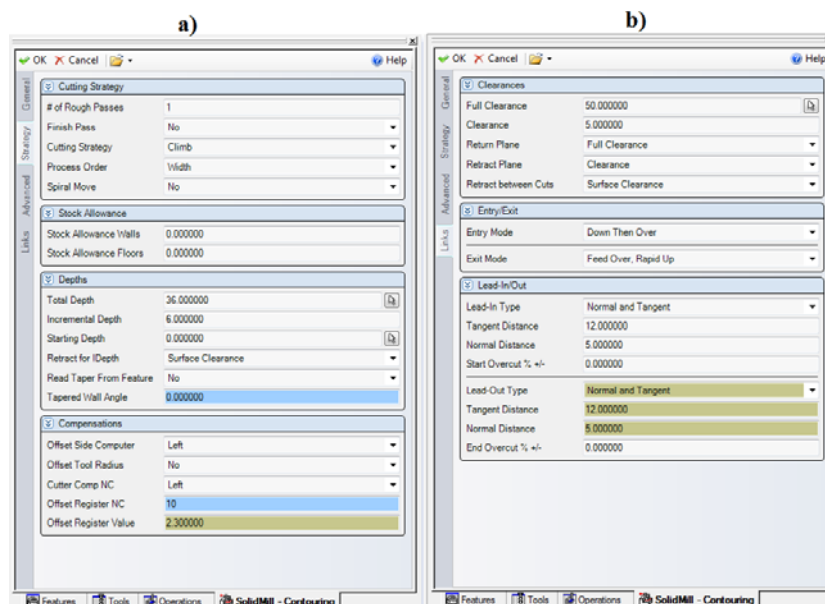 a)
OK Cancel Help
General
Strategy
Advanced
Links
Cutting Strategy
# of Rough Passes 1
Finish Pass No
Cutting Strategy Climb
Process Order Width
Spiral Move No
Stock Allowance
Stock Allowance Walls 0.000000
Stock Allowance Floors 0.000000
Depths
Total Depth 36.000000
Incremental Depth 6.000000
Starting Depth 0.000000
Retract for IDepth Surface Clearance
Read Taper From Feature No
Tapered Wall Angle 0.000000
Compensations
Offset Side Computer Left
Offset Tool Radius No
Cutter Comp NC Left
Offset Register NC 10
Offset Register Value 2.300000
Features Tools Operations SolidMill - Contouring
b)
OK Cancel Help
General
Strategy
Advanced
Links
Clearances
Full Clearance 50.000000
Clearance 5.000000
Return Plane Full Clearance
Retract Plane Clearance
Retract between Cuts Surface Clearance
Entry/Exit
Entry Mode Down Then Over
Exit Mode Feed Over, Rapid Up
Lead-In/Out
Lead-In Type Normal and Tangent
Tangent Distance 12.000000
Normal Distance 5.000000
Start Overcut % +/- 0.000000
Lead-Out Type Normal and Tangent
Tangent Distance 12.000000
Normal Distance 5.000000
End Overcut % +/- 0.000000
Features Tools Operations SolidMill - Contouring